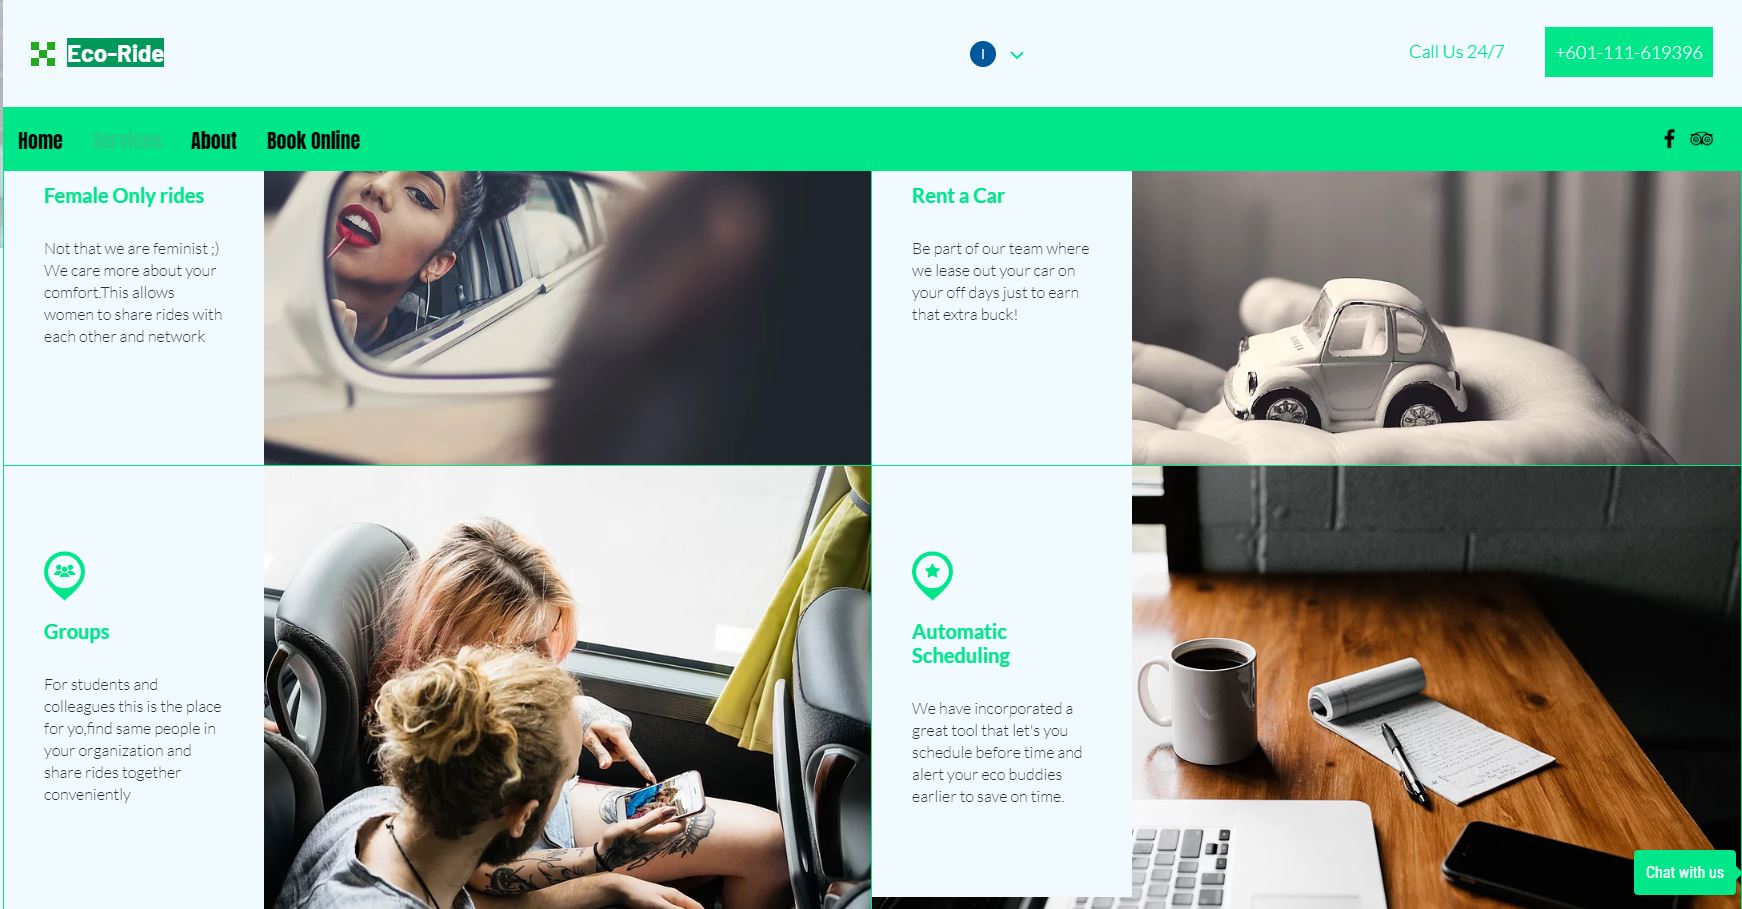 Eco-Ride
I
Call Us 24/7
+601-111-619396
Home
Services
About
Book Online
Female Only rides
Not that we are feminist ;)
We care more about your
comfort.This allows
women to share rides with
each other and network
Rent a Car
Be part of our team where
we lease out your car on
your off days just to earn
that extra buck!
Groups
For students and
colleagues this is the place
for yo,find same people in
your organization and
share rides together
conveniently
Automatic
Scheduling
We have incorporated a
great tool that let's you
schedule before time and
alert your eco buddies
earlier to save on time.
Chat with us